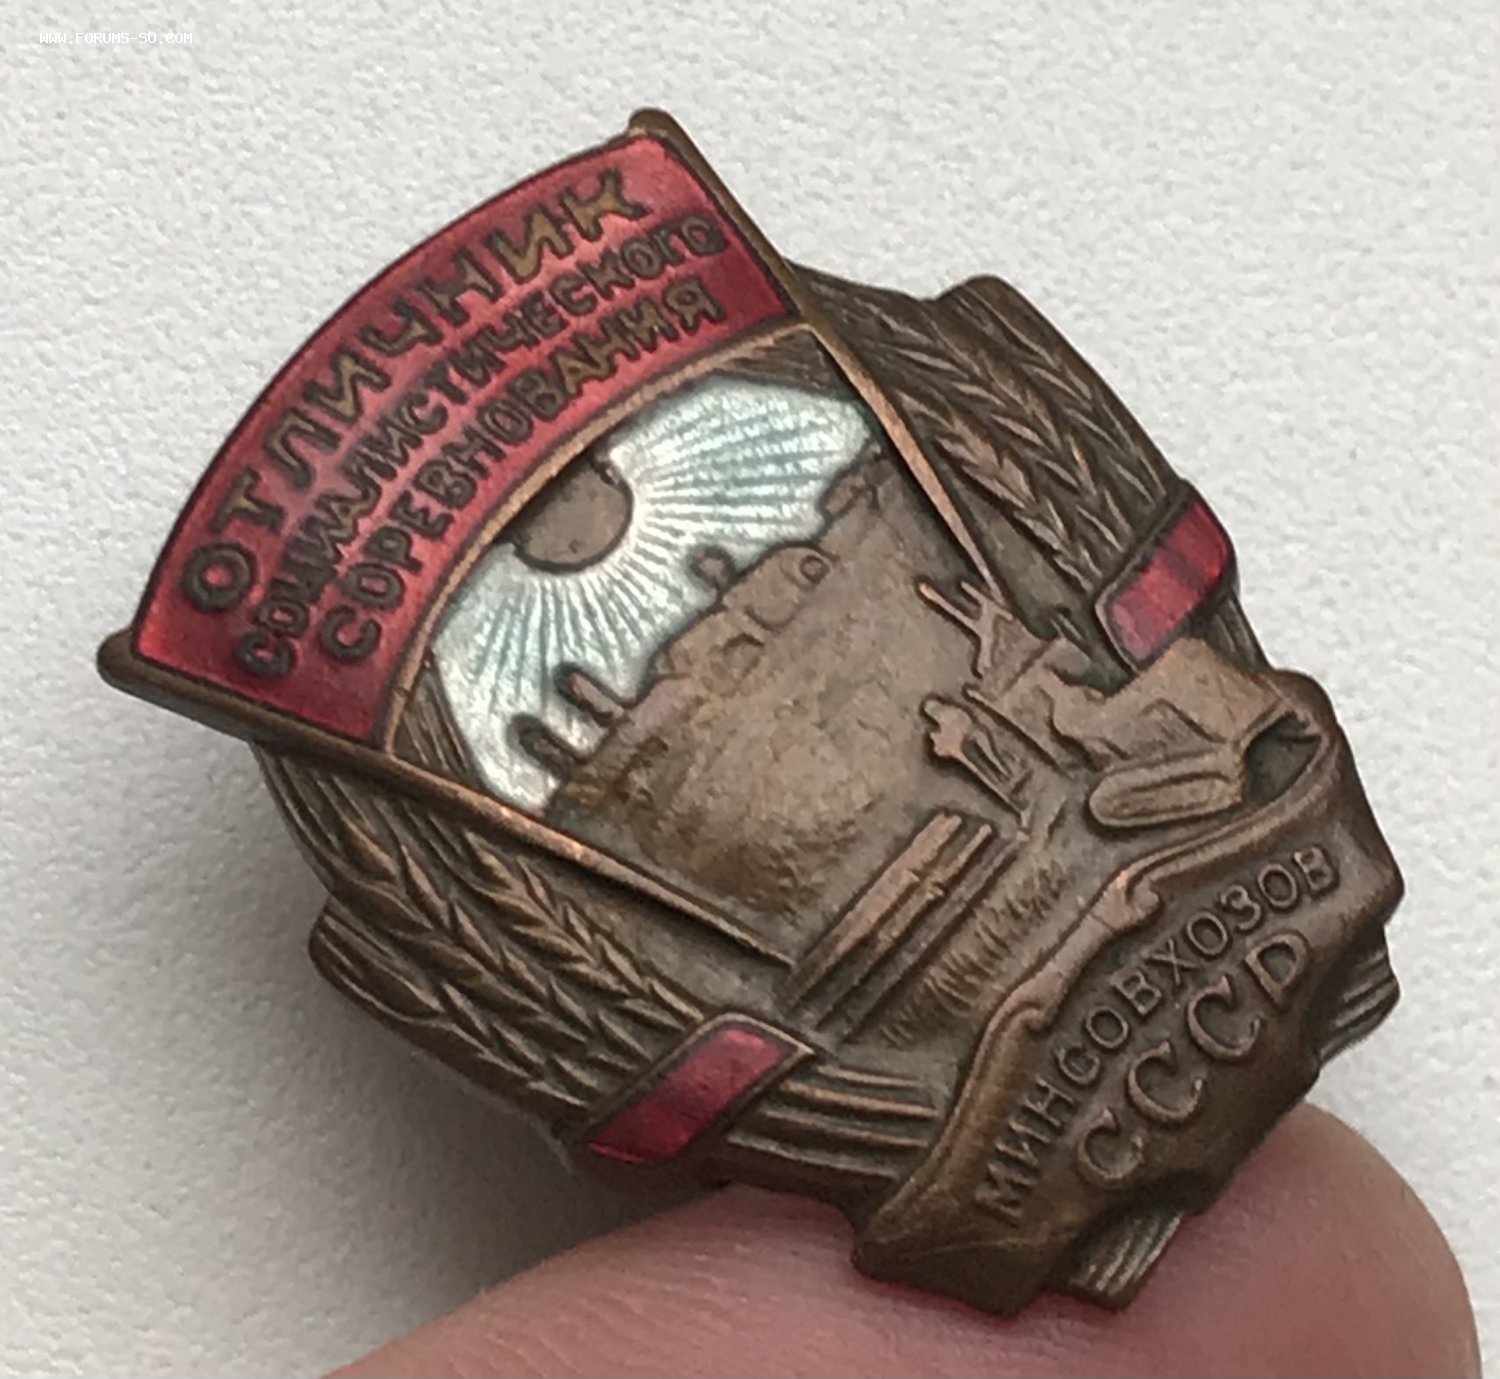 WWW.FORUMS-SU.COM
ОТЛИЧНИК
СОЦИАЛИСТИЧЕСКОГО
СОРЕВНОВАНИЯ
МИНСОВХОЗОВ
СССР